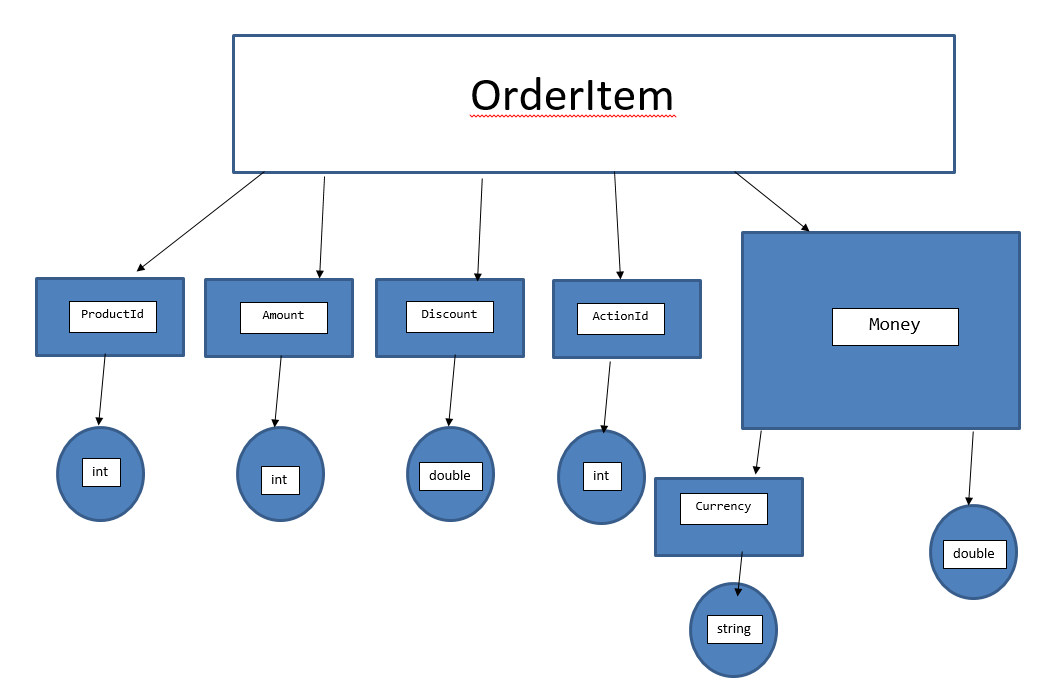 OrderItem
ProductId
Amount
Discount
ActionId
Money
int
int
double
int
Currency
double
string